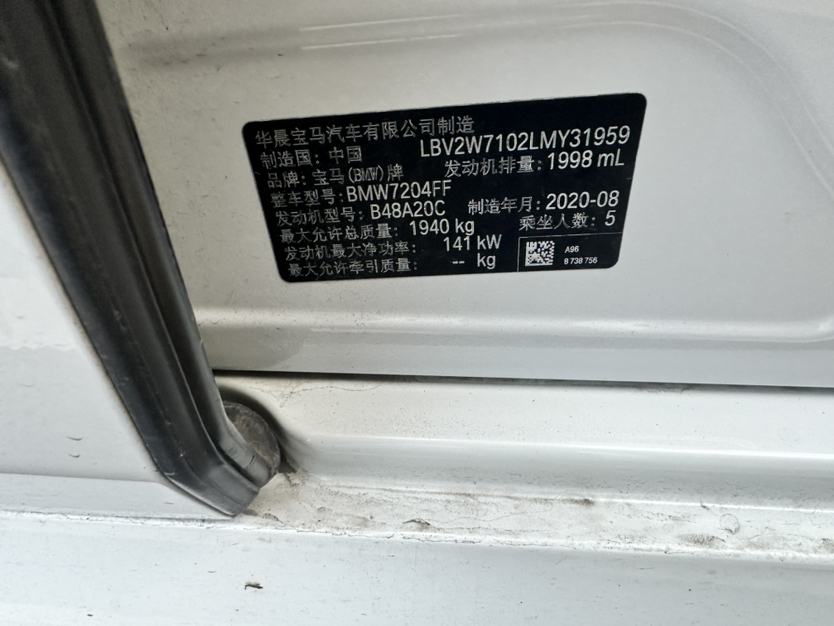 华晨宝马汽车有限公司制造
制造国: 中国 LBV2W7102LMY31959
品牌: 宝马(BMW)牌 发动机排量: 1998 mL
整车型号: BMW7204FF
发动机型号: B48A20C 制造年月: 2020-08
最大允许总质量: 1940 kg 乘坐人数: 5
发动机最大净功率: 141 kW
最大允许牵引质量: -- kg
A96
8 738 756